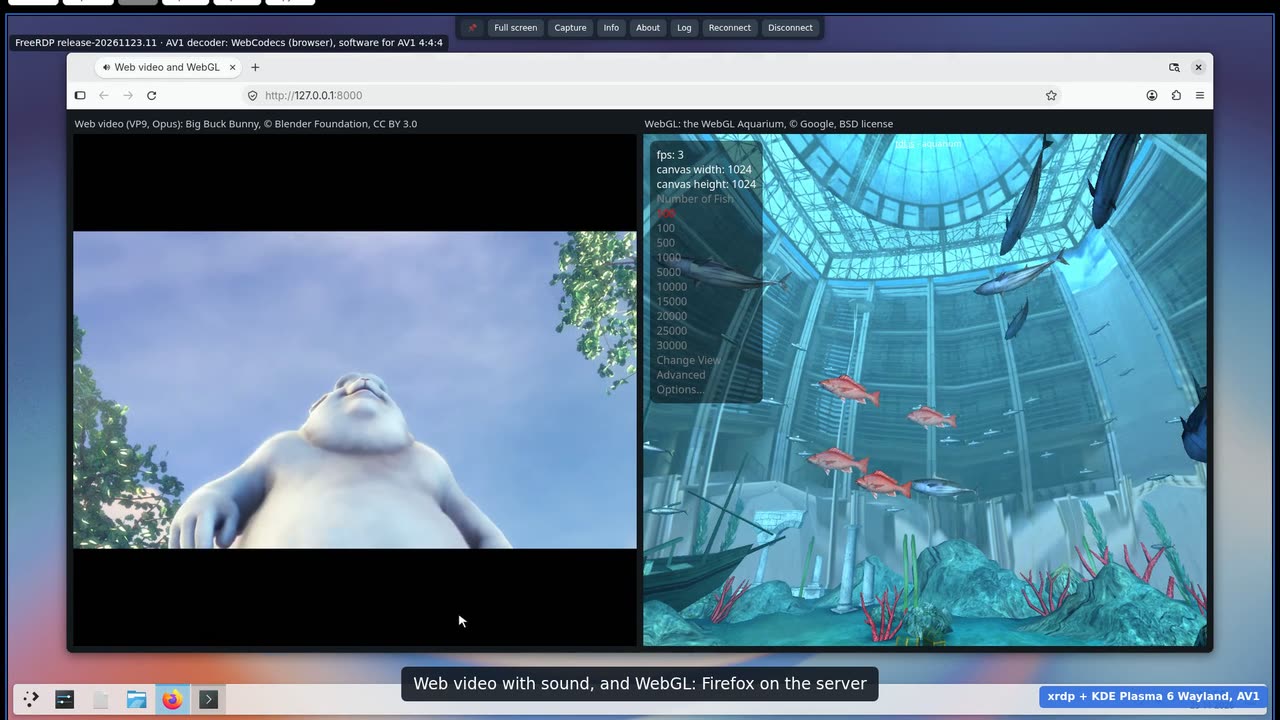 Full screen
Capture
Info
About
Log
Reconnect
Disconnect
FreeRDP release-20261123.11 · AV1 decoder: WebCodecs (browser), software for AV1 4:4:4
Web video and WebGL
http://127.0.0.1:8000
Web video (VP9, Opus): Big Buck Bunny, © Blender Foundation, CC BY 3.0
WebGL: the WebGL Aquarium, © Google, BSD license
fps: 3
canvas width: 1024
canvas height: 1024
Number of Fish
100
500
1000
5000
10000
15000
20000
25000
30000
Change View
Advanced
Options...
Web video with sound, and WebGL: Firefox on the server
xrdp + KDE Plasma 6 Wayland, AV1